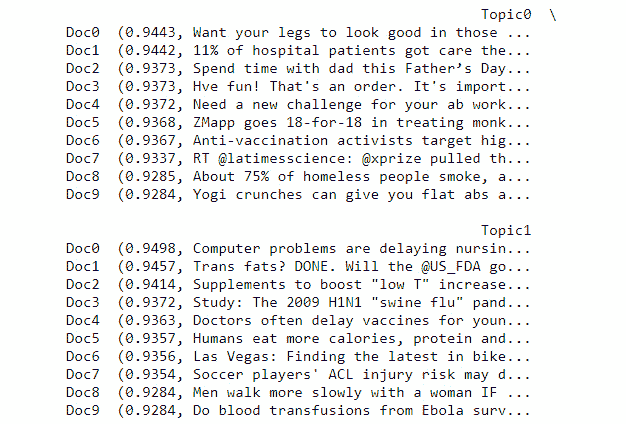 Topic0 \
Doc0 (0.9443, Want your legs to look good in those ...
Doc1 (0.9442, 11% of hospital patients got care the...
Doc2 (0.9373, Spend time with dad this Father’s Day...
Doc3 (0.9373, Hve fun! That's an order. It's import...
Doc4 (0.9372, Need a new challenge for your ab work...
Doc5 (0.9368, ZMapp goes 18-for-18 in treating monk...
Doc6 (0.9367, Anti-vaccination activists target hig...
Doc7 (0.9337, RT @latimesscience: @xprize pulled th...
Doc8 (0.9285, About 75% of homeless people smoke, a...
Doc9 (0.9284, Yogi crunches can give you flat abs a...
Topic1
Doc0 (0.9498, Computer problems are delaying nursin...
Doc1 (0.9457, Trans fats? DONE. Will the @US_FDA go...
Doc2 (0.9414, Supplements to boost "low T" increase...
Doc3 (0.9372, Study: The 2009 H1N1 "swine flu" pand...
Doc4 (0.9363, Doctors often delay vaccines for youn...
Doc5 (0.9357, Humans eat more calories, protein and...
Doc6 (0.9356, Las Vegas: Finding the latest in bike...
Doc7 (0.9354, Soccer players' ACL injury risk may d...
Doc8 (0.9284, Men walk more slowly with a woman IF ...
Doc9 (0.9284, Do blood transfusions from Ebola surv...